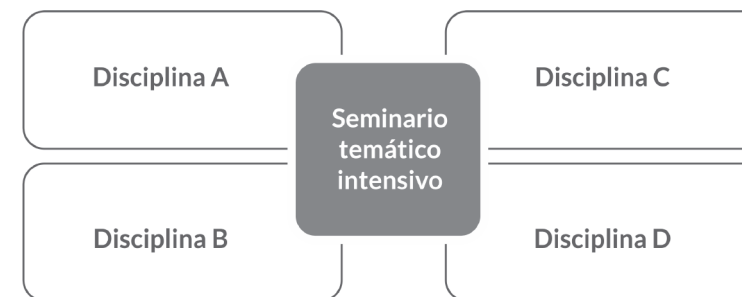 Disciplina A
Disciplina C
Seminario
temático
intensivo
Disciplina B
Disciplina D